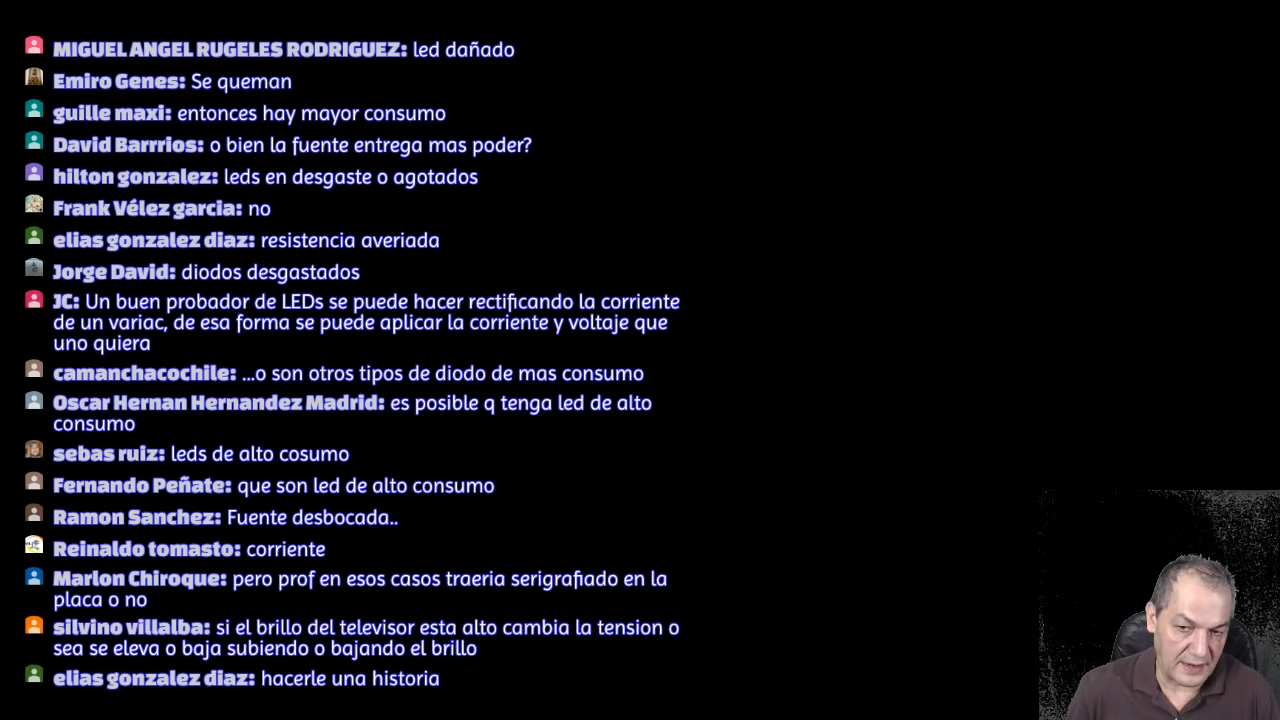 MIGUEL ANGEL RUGELES RODRIGUEZ: led dañado
Emiro Genes: Se queman
guille maxi: entonces hay mayor consumo
David Barrrios: o bien la fuente entrega mas poder?
hilton gonzalez: leds en desgaste o agotados
Frank Vélez garcia: no
elias gonzalez diaz: resistencia averiada
Jorge David: diodos desgastados
JC: Un buen probador de LEDs se puede hacer rectificando la corriente
de un variac, de esa forma se puede aplicar la corriente y voltaje que
uno quiera
camanchacochile: ...o son otros tipos de diodo de mas consumo
Oscar Hernan Hernandez Madrid: es posible q tenga led de alto
consumo
sebas ruiz: leds de alto cosumo
Fernando Peñate: que son led de alto consumo
Ramon Sanchez: Fuente desbocada..
Reinaldo tomasto: corriente
Marlon Chiroque: pero prof en esos casos traeria serigrafiado en la
placa o no
silvino villalba: si el brillo del televisor esta alto cambia la tension o
sea se eleva o baja subiendo o bajando el brillo
elias gonzalez diaz: hacerle una historia